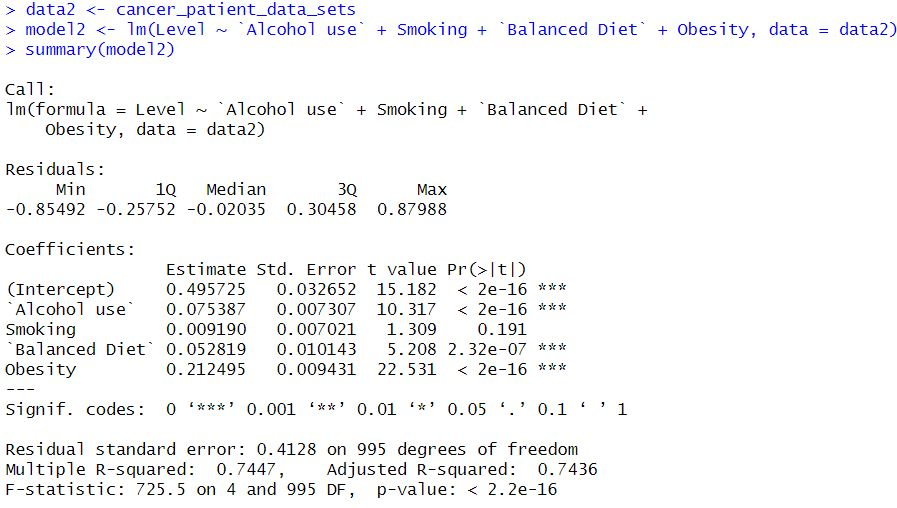 > data2 <- cancer_patient_data_sets
> model2 <- lm(Level ~ `Alcohol use` + Smoking + `Balanced Diet` + Obesity, data = data2)
> summary(model2)

Call:
lm(formula = Level ~ `Alcohol use` + Smoking + `Balanced Diet` +
    Obesity, data = data2)

Residuals:
     Min       1Q   Median       3Q      Max
-0.85492 -0.25752 -0.02035  0.30458  0.87988

Coefficients:
                Estimate Std. Error t value Pr(>|t|)
(Intercept)     0.495725   0.032652  15.182  < 2e-16 ***
`Alcohol use`   0.075387   0.007307  10.317  < 2e-16 ***
Smoking         0.009190   0.007021   1.309    0.191
`Balanced Diet` 0.052819   0.010143   5.208 2.32e-07 ***
Obesity         0.212495   0.009431  22.531  < 2e-16 ***
---
Signif. codes:  0 ‘***’ 0.001 ‘**’ 0.01 ‘*’ 0.05 ‘.’ 0.1 ‘ ’ 1

Residual standard error: 0.4128 on 995 degrees of freedom
Multiple R-squared:  0.7447,    Adjusted R-squared:  0.7436
F-statistic: 725.5 on 4 and 995 DF,  p-value: < 2.2e-16